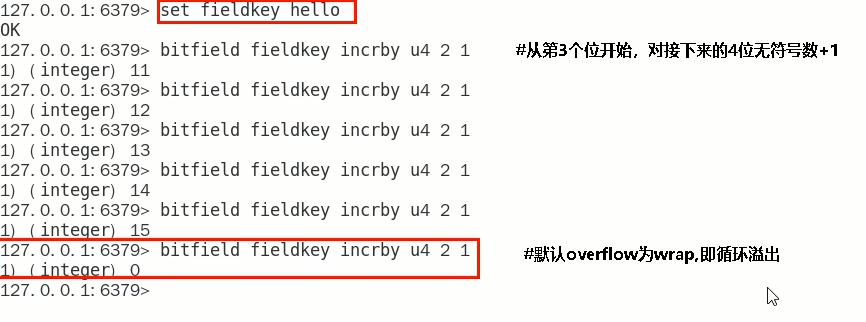 127.0.0.1:6379> set fieldkey hello
OK
127.0.0.1:6379> bitfield fieldkey incrby u4 2 1 #从第3个位开始，对接下来的4位无符号数+1
1) (integer) 11
127.0.0.1:6379> bitfield fieldkey incrby u4 2 1
1) (integer) 12
127.0.0.1:6379> bitfield fieldkey incrby u4 2 1
1) (integer) 13
127.0.0.1:6379> bitfield fieldkey incrby u4 2 1
1) (integer) 14
127.0.0.1:6379> bitfield fieldkey incrby u4 2 1
1) (integer) 15
127.0.0.1:6379> bitfield fieldkey incrby u4 2 1 #默认overflow为wrap,即循环溢出
1) (integer) 0
127.0.0.1:6379>